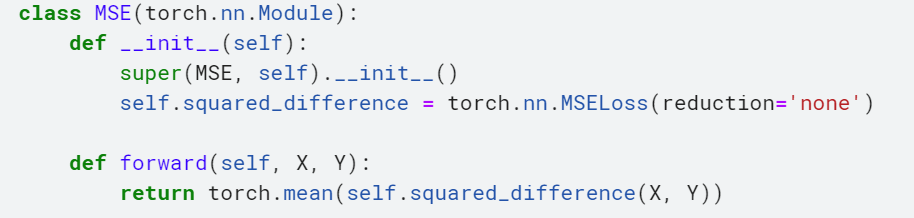 class MSE(torch.nn.Module):
    def __init__(self):
        super(MSE, self).__init__()
        self.squared_difference = torch.nn.MSELoss(reduction='none')
    def forward(self, X, Y):
        return torch.mean(self.squared_difference(X, Y))